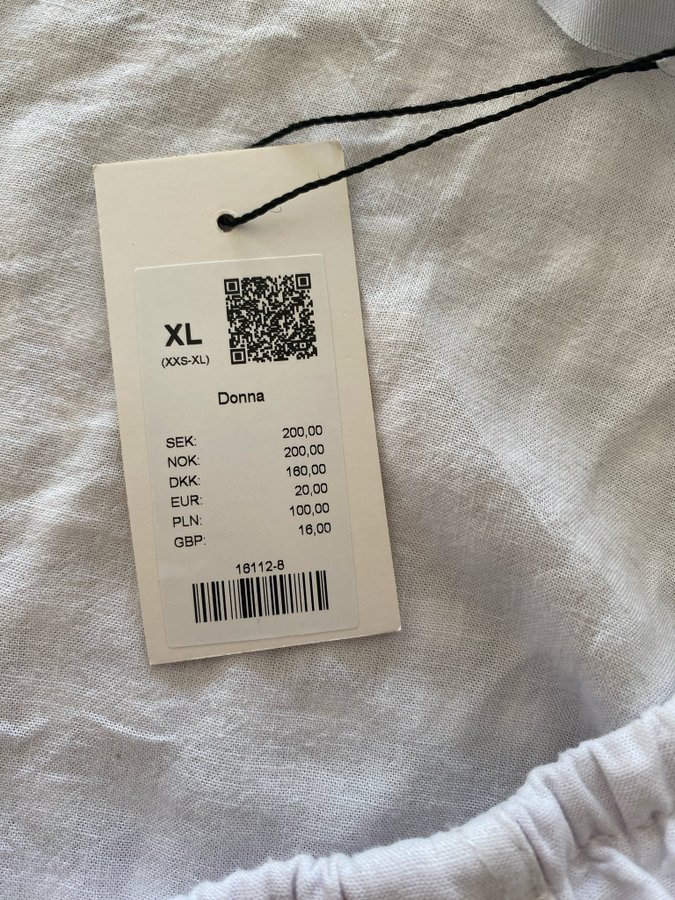 XL
(XXS-XL)
Donna
SEK: 200,00
NOK: 200,00
DKK: 160,00
EUR: 20,00
PLN: 100,00
GBP: 16,00
16112-8